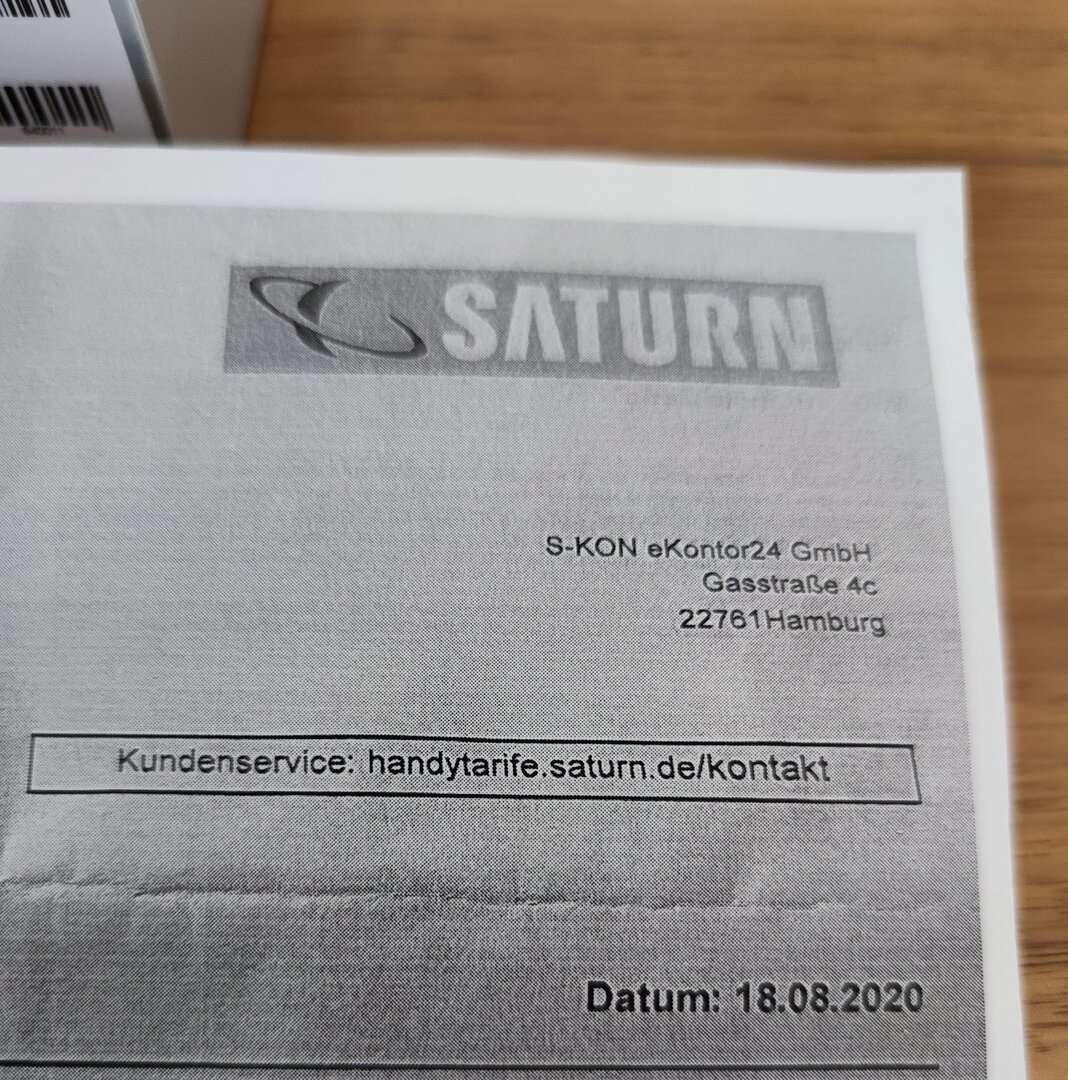 SATURN
S-KON eKontor24 GmbH
Gasstraße 4c
22761Hamburg
Kundenservice: handytarife.saturn.de/kontakt
Datum: 18.08.2020